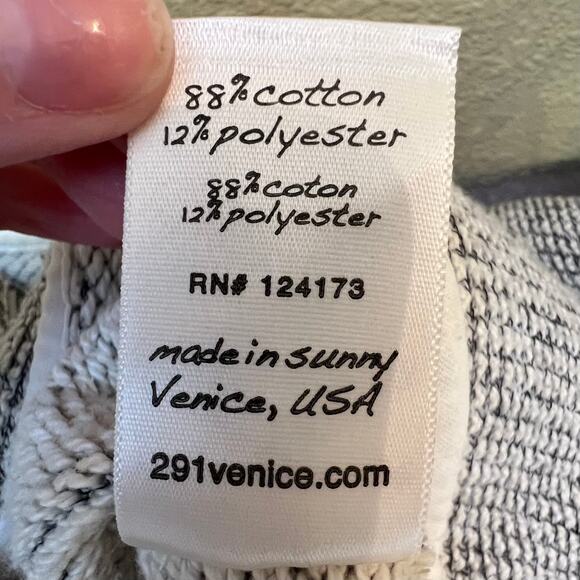 88% cotton
12% polyester
88% coton
12% polyester
RN# 124173
made in sunny
Venice, USA
291venice.com